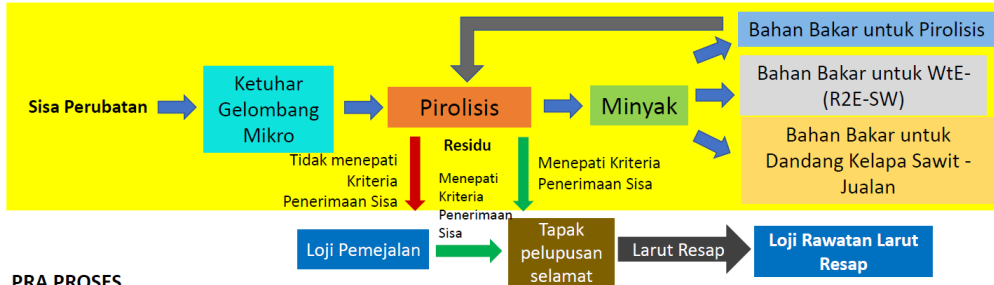 Bahan Bakar untuk Pirolisis
Sisa Perubatan
Ketuhar
Gelombang
Mikro
Pirolisis
Minyak
Bahan Bakar untuk WtE-
(R2E-SW)
Bahan Bakar untuk
Dandang Kelapa Sawit -
Jualan
Residu
Tidak menepati
Kriteria
Penerimaan Sisa
Menepati
Kriteria
Penerimaan
Sisa
Menepati Kriteria
Penerimaan Sisa
Loji Pemejalan
Tapak
pelupusan
selamat
Larut Resap
Loji Rawatan Larut
Resap
PRA PROSES